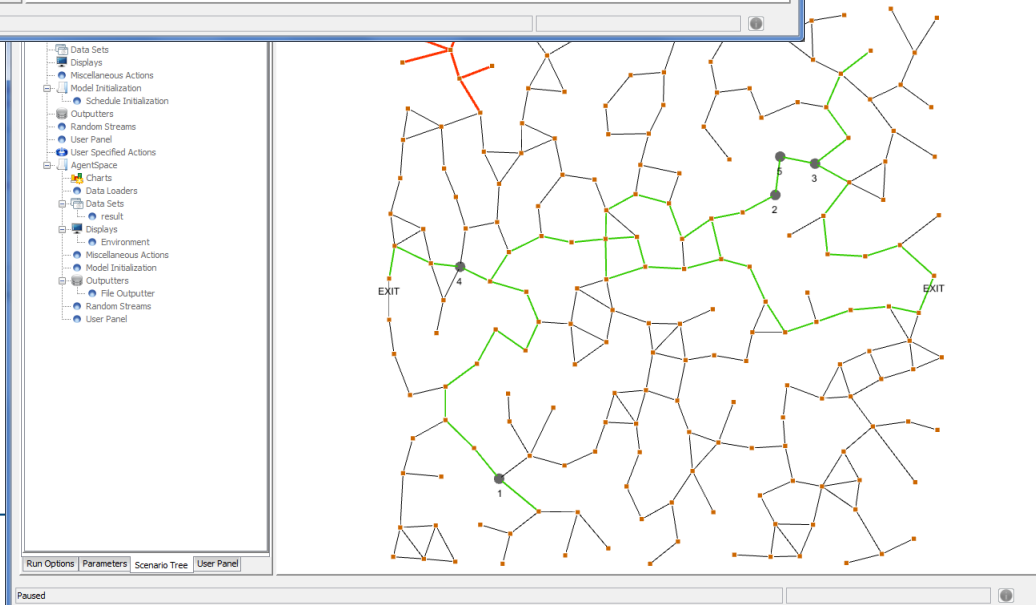 Data Sets
Displays
Miscellaneous Actions
Model Initialization
Schedule Initialization
Outputters
Random Streams
User Panel
User Specified Actions
AgentSpace
Charts
Data Loaders
Data Sets
result
Displays
Environment
Miscellaneous Actions
Model Initialization
Outputters
File Outputter
Random Streams
User Panel
Run Options Parameters Scenario Tree User Panel
Paused
5
3
2
4
EXIT
EXIT
1